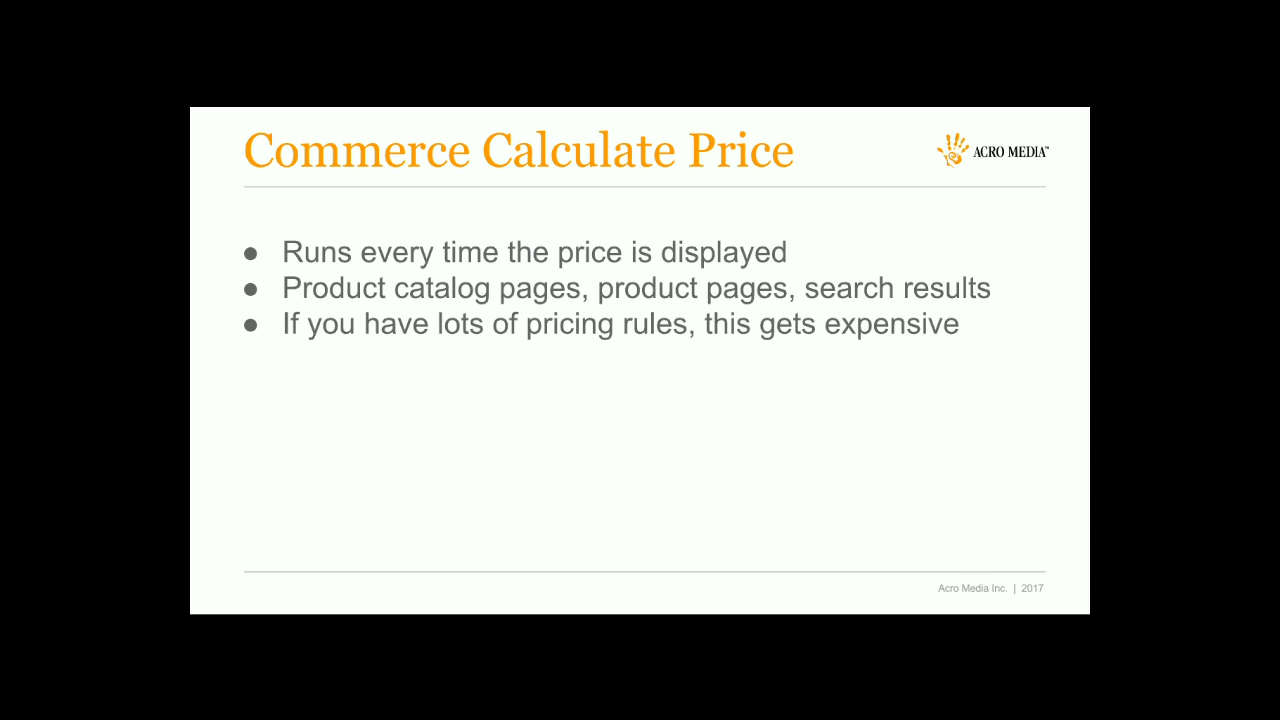 Commerce Calculate Price
ACRO MEDIA™
● Runs every time the price is displayed
● Product catalog pages, product pages, search results
● If you have lots of pricing rules, this gets expensive
Acro Media Inc. | 2017